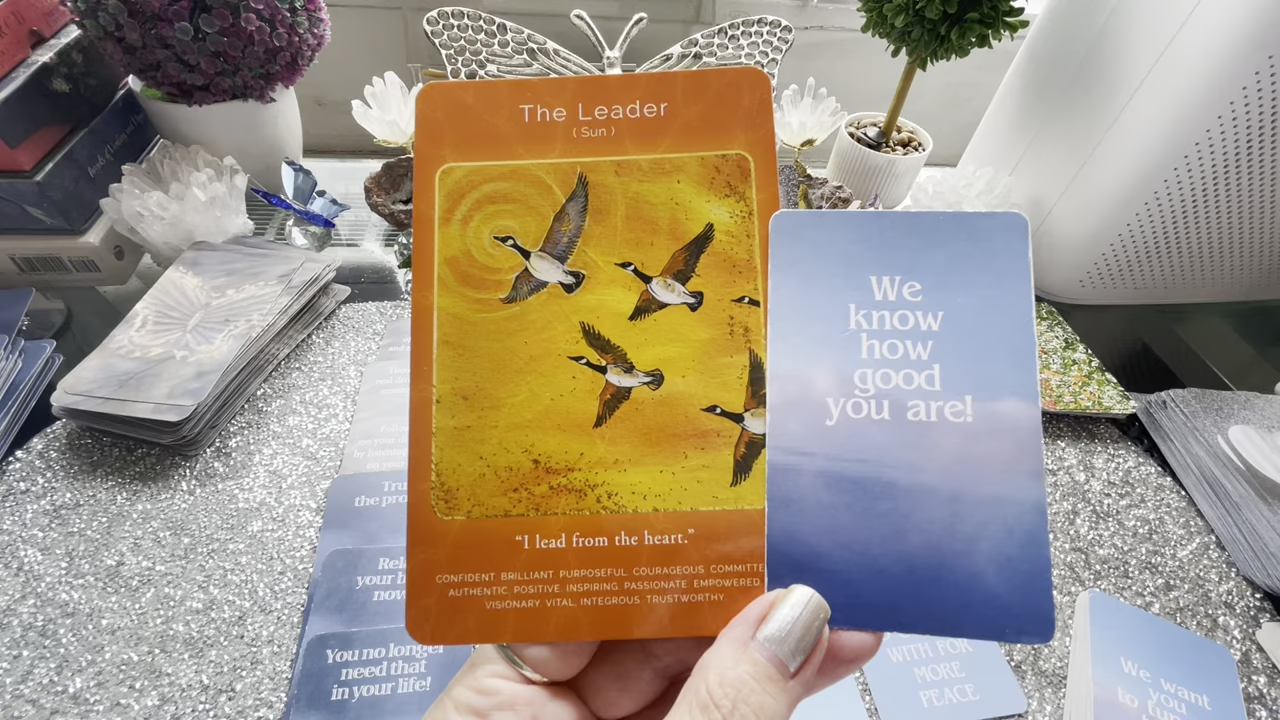 The Leader
( Sun )
"I lead from the heart."
CONFIDENT BRILLIANT PURPOSEFUL COURAGEOUS
AUTHENTIC POSITIVE INSPIRING PASSIONATE EMPOWERED
VISIONARY VITAL, INTEGROUS TRUSTWORTHY
We
know
how
good
you are!
the pro
your h
now
You no longer
need that
in your life!
WITH FOR
MORE
PEACE
We want
you
to